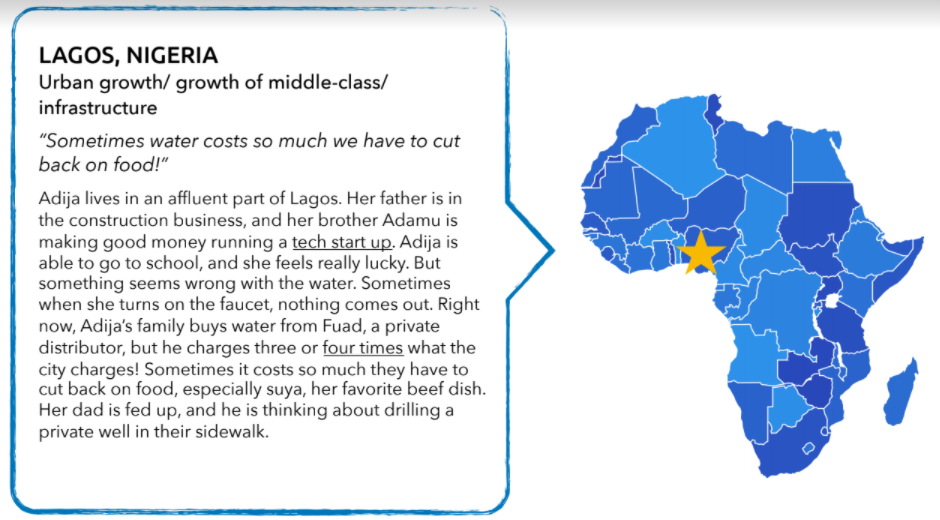 LAGOS, NIGERIA
Urban growth/ growth of middle-class/
infrastructure
“Sometimes water costs so much we have to cut
back on food!”
Adija lives in an affluent part of Lagos. Her father is in
the construction business, and her brother Adamu is
making good money running a tech start up. Adija is
able to go to school, and she feels really lucky. But
something seems wrong with the water. Sometimes
when she turns on the faucet, nothing comes out. Right
now, Adija’s family buys water from Fuad, a private
distributor, but he charges three or four times what the
city charges! Sometimes it costs so much they have to
cut back on food, especially suya, her favorite beef dish.
Her dad is fed up, and he is thinking about drilling a
private well in their sidewalk.